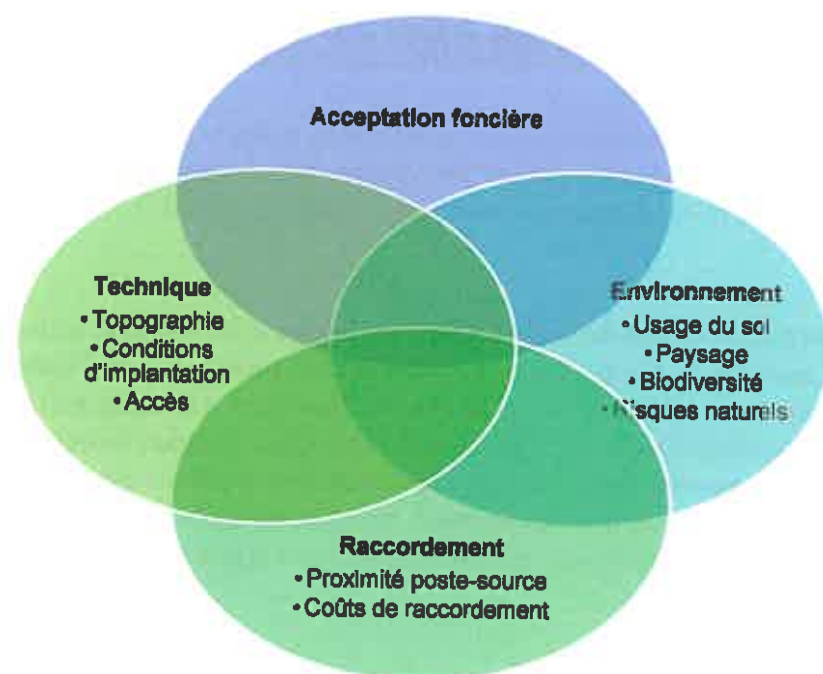 Acceptation foncière
Technique
• Topographie
• Conditions
d'implantation
• Accès
Environnement
• Usage du sol
• Paysage
• Biodiversité
• Risques naturels
Raccordement
• Proximité poste-source
• Coûts de raccordement